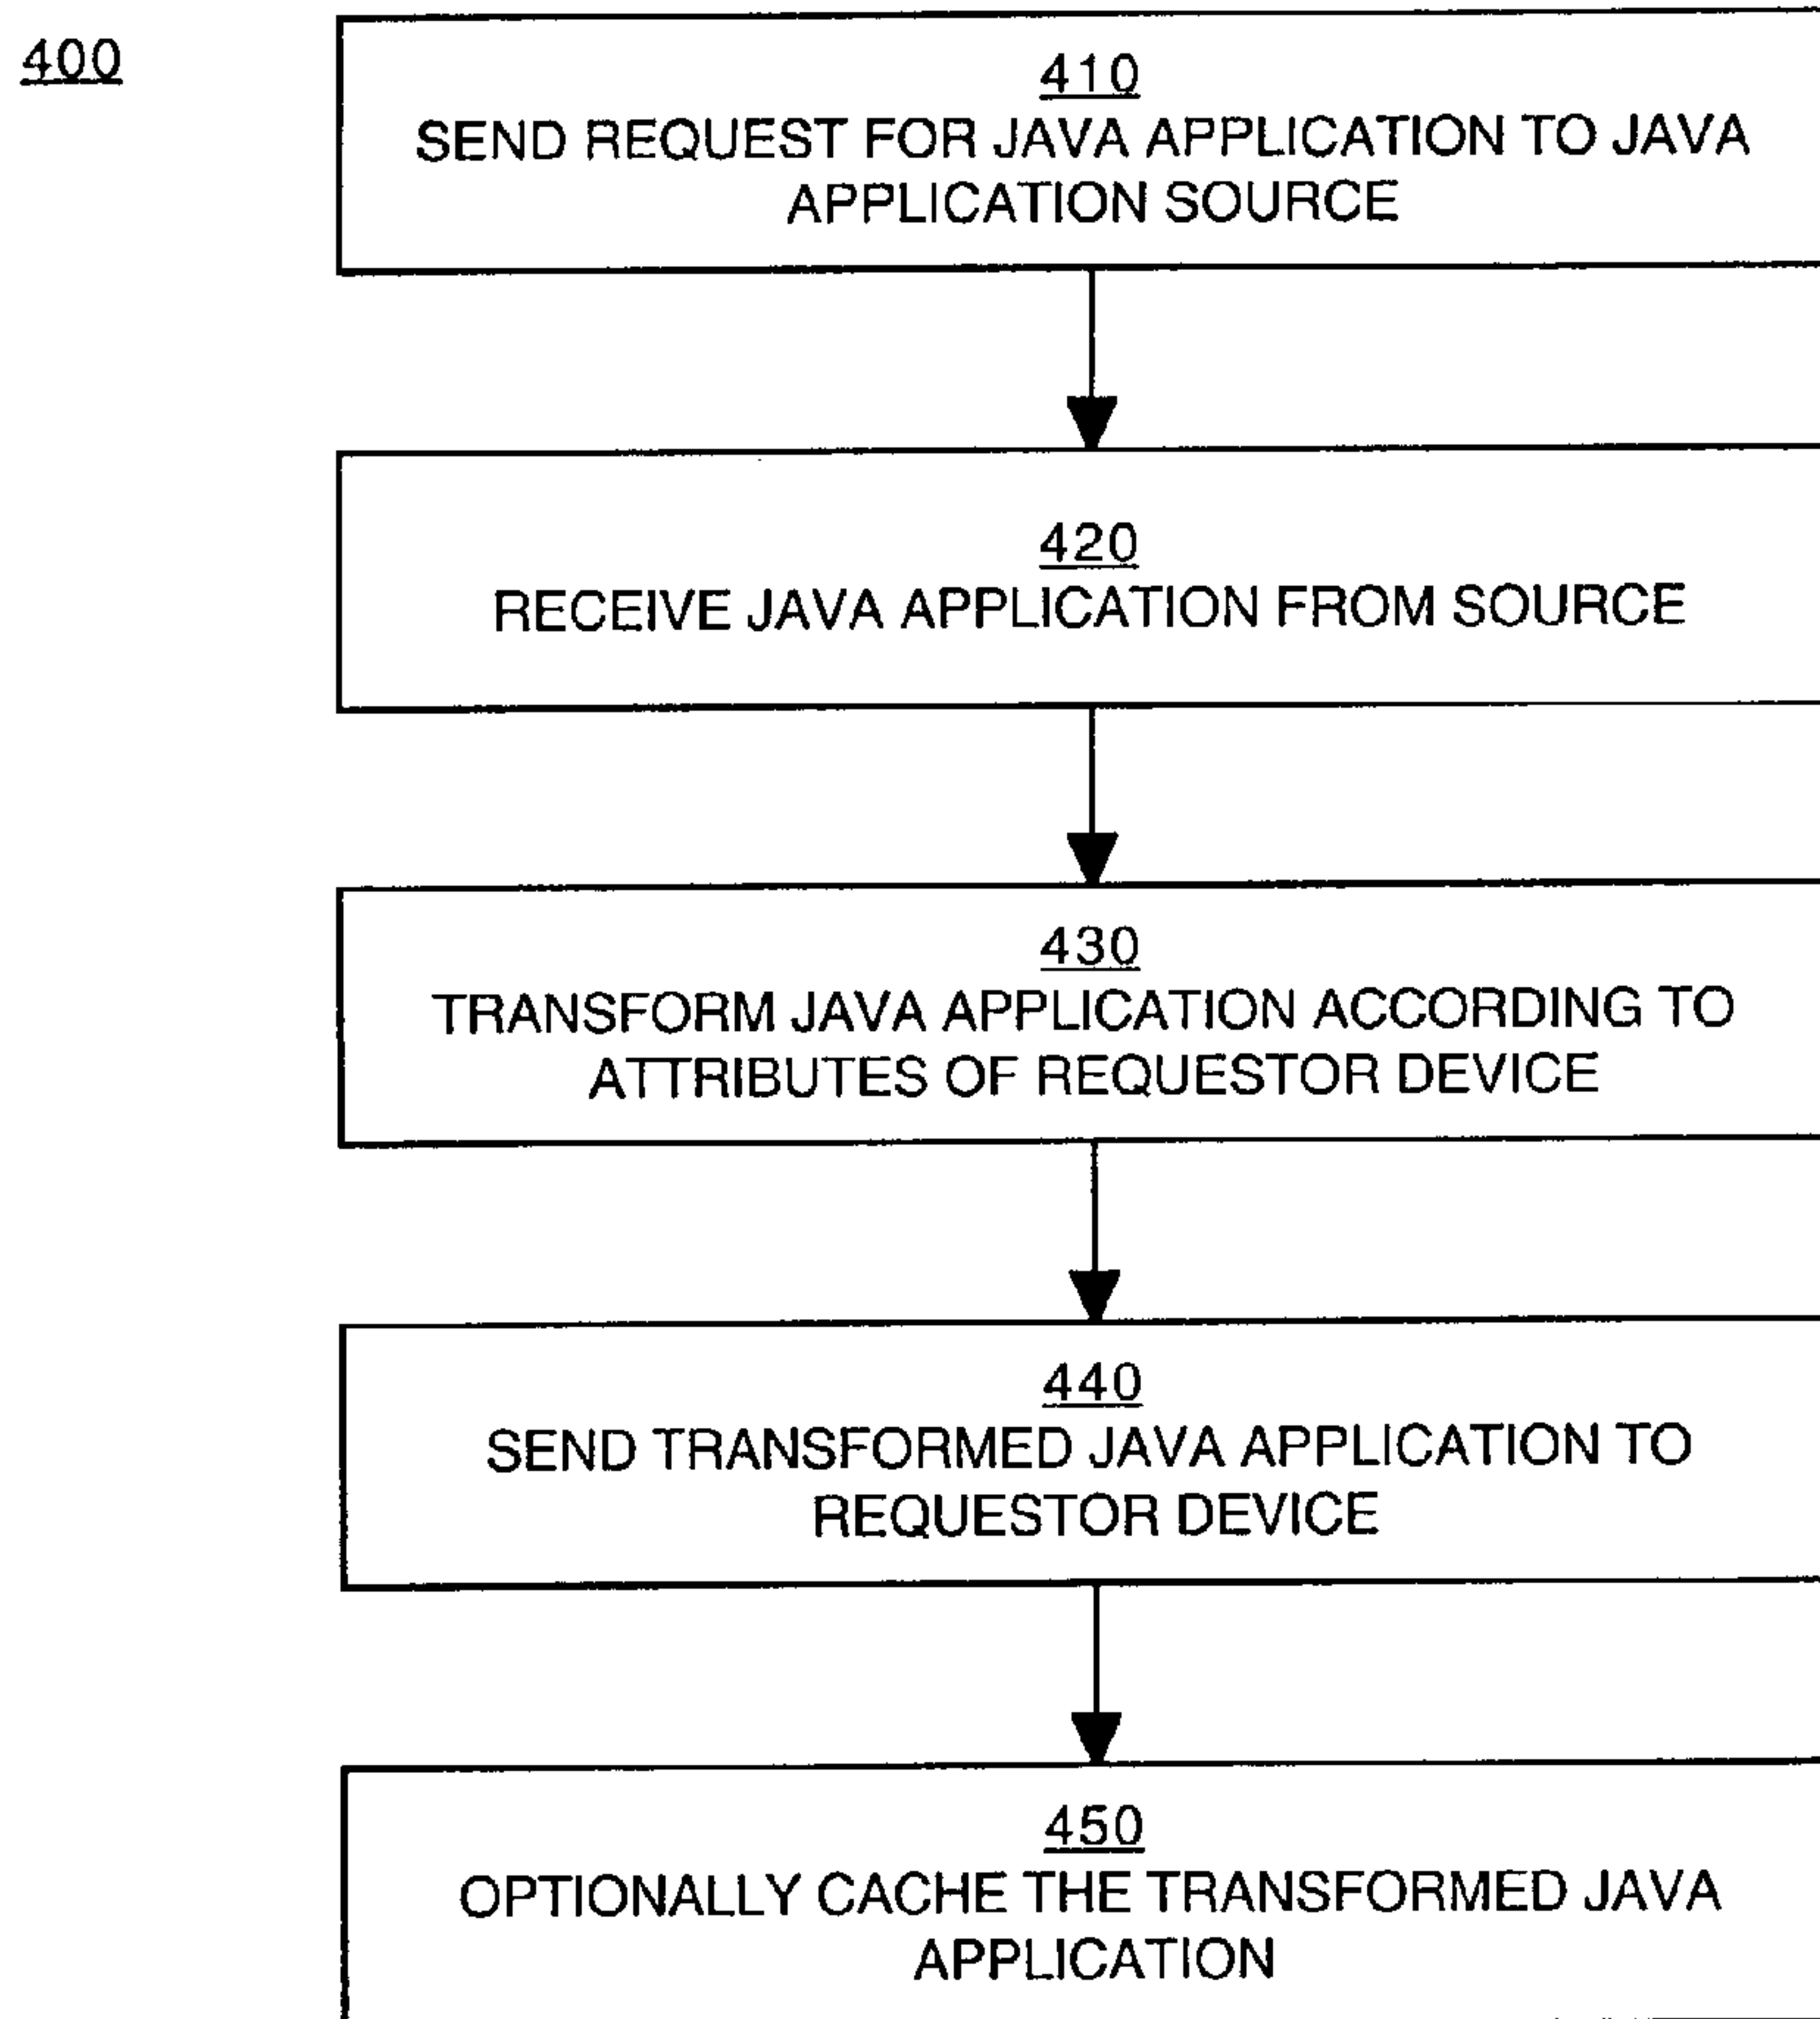 400
410
SEND REQUEST FOR JAVA APPLICATION TO JAVA
APPLICATION SOURCE
420
RECEIVE JAVA APPLICATION FROM SOURCE
430
TRANSFORM JAVA APPLICATION ACCORDING TO
ATTRIBUTES OF REQUESTOR DEVICE
440
SEND TRANSFORMED JAVA APPLICATION TO
REQUESTOR DEVICE
450
OPTIONALLY CACHE THE TRANSFORMED JAVA
APPLICATION